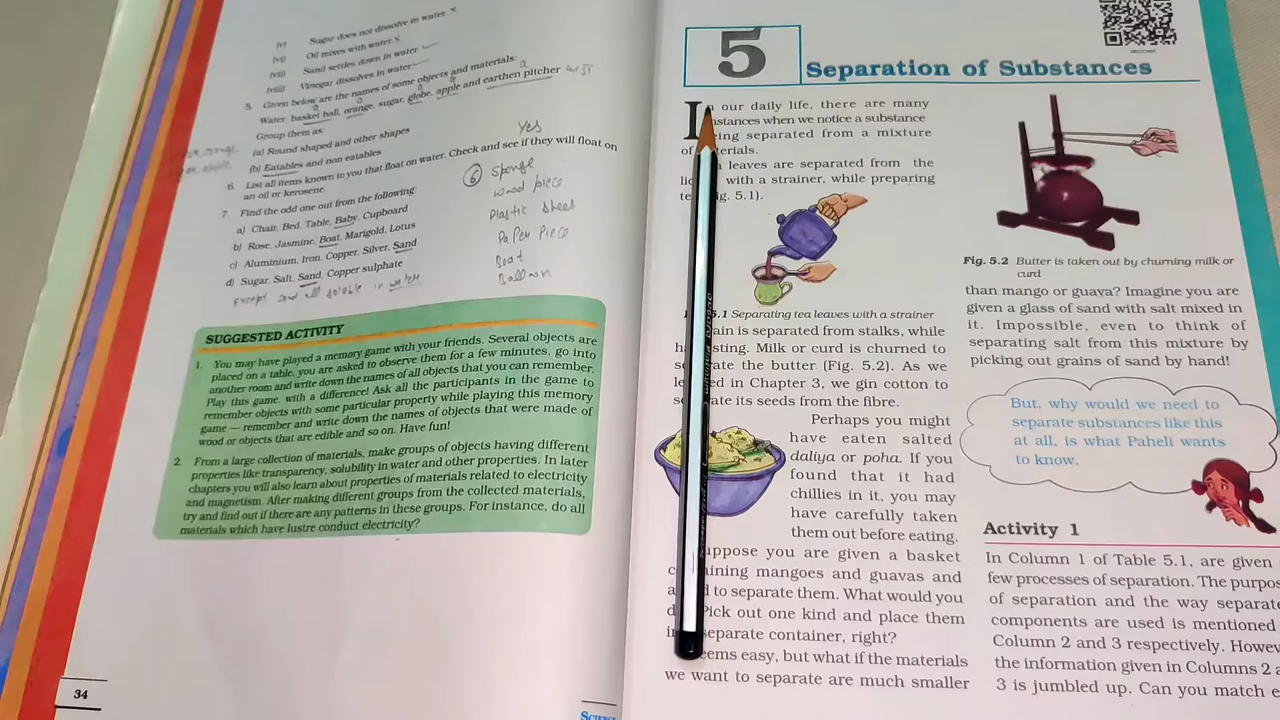 (v) Sugar does not dissolve in water.
(vi) Oil mixes with water
(vii) Sand settles down in water
(viii) Vinegar dissolves in water
5. Given below are the names of some objects and materials:
Water, basket ball, orange, sugar, globe, apple and earthen pitcher
Group them as:
(a) Round shaped and other shapes
(b) Eatables and non eatables
6. List all items known to you that float on water. Check and see if they will float on
an oil or kerosene.
7. Find the odd one out from the following:
a) Chair, Bed, Table, Baby, Cupboard
b) Rose, Jasmine, Boat, Marigold, Lotus
c) Aluminium, Iron, Copper, Silver, Sand
d) Sugar, Salt, Sand, Copper sulphate
Except sand all soluble in water
Yes
6 Sponge
wood piece
Plastic sheet
Paper Piece
Boat
Balloon
SUGGESTED ACTIVITY
1. You may have played a memory game with your friends. Several objects are
placed on a table, you are asked to observe them for a few minutes, go into
another room and write down the names of all objects that you can remember.
Play this game, with a difference! Ask all the participants in the game to
remember objects with some particular property while playing this memory
game — remember and write down the names of objects that were made of
wood or objects that are edible and so on. Have fun!
2. From a large collection of materials, make groups of objects having different
properties like transparency, solubility in water and other properties. In later
chapters you will also learn about properties of materials related to electricity
and magnetism. After making different groups from the collected materials,
try and find out if there are any patterns in these groups. For instance, do all
materials which have lustre conduct electricity?
34
SCIENCE
5
Separation of Substances
our daily life, there are many
instances when we notice a substance
being separated from a mixture
of materials.
leaves are separated from the
with a strainer, while preparing
(Fig. 5.1).
5.1 Separating tea leaves with a strainer
is separated from stalks, while
Milk or curd is churned to
the butter (Fig. 5.2). As we
in Chapter 3, we gin cotton to
its seeds from the fibre.
Perhaps you might
have eaten salted
daliya or poha. If you
found that it had
chillies in it, you may
have carefully taken
them out before eating.
Suppose you are given a basket
containing mangoes and guavas and
to separate them. What would you
Pick out one kind and place them
separate container, right?
seems easy, but what if the materials
we want to separate are much smaller
Fig. 5.2 Butter is taken out by churning milk or
curd
than mango or guava? Imagine you are
given a glass of sand with salt mixed in
it. Impossible, even to think of
separating salt from this mixture by
picking out grains of sand by hand!
But, why would we need to
separate substances like this
at all, is what Paheli wants
to know.
Activity 1
In Column 1 of Table 5.1, are given
few processes of separation. The purpos
of separation and the way separate
components are used is mentioned
Column 2 and 3 respectively. Howev
the information given in Columns 2 a
3 is jumbled up. Can you match e